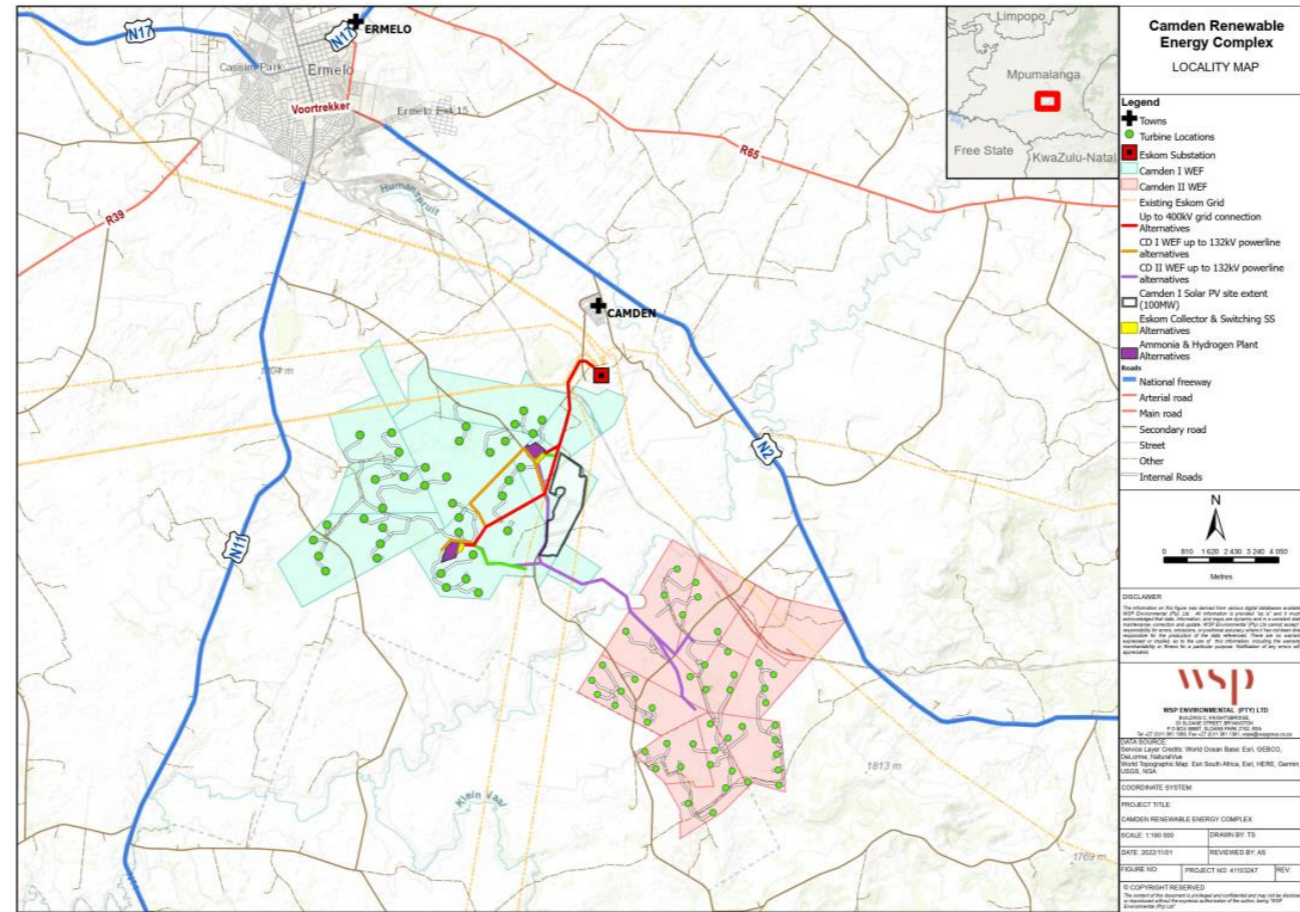 N17
N17
ERMELO
Cassim Park
Ermelo
Voortrekker
Ermelo Ext 15
R65
R39
Humanspruit
CAMDEN
N2
N11
Klein Vaal
1813 m
1769 m
Limpopo
Mpumalanga
Free State
KwaZulu-Natal
Camden Renewable
Energy Complex
LOCALITY MAP
Legend
Towns
Turbine Locations
Eskom Substation
Camden I WEF
Camden II WEF
Existing Eskom Grid
Up to 400kV grid connection
Alternatives
CD I WEF up to 132kV powerline
alternatives
CD II WEF up to 132kV powerline
alternatives
Camden I Solar PV site extent
(100MW)
Eskom Collector & Switching SS
Alternatives
Ammonia & Hydrogen Plant
Alternatives
Roads
National freeway
Arterial road
Main road
Secondary road
Street
Other
Internal Roads
N
0 810 1 620 2 430 3 240 4 050
Metres
DISCLAIMER
wsp
WSP ENVIRONMENTAL (PTY) LTD
DATA SOURCE:
Service Layer Credits: World Ocean Base: Esri, GEBCO,
DeLorme, NaturalVue
World Topographic Map: Esri South Africa, Esri, HERE, Garmin,
USGS, NGA
COORDINATE SYSTEM:
PROJECT TITLE:
CAMDEN RENEWABLE ENERGY COMPLEX
SCALE: 1:160 000 DRAWN BY: TS
DATE: 2022/11/01 REVIEWED BY: AS
FIGURE NO: PROJECT NO: 41103247 REV:
© COPYRIGHT RESERVED